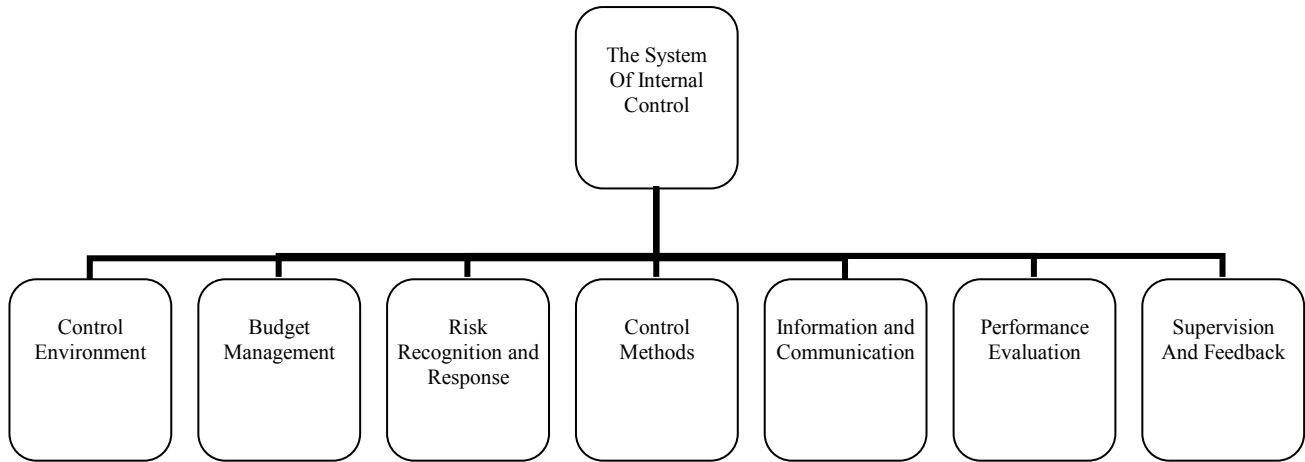 The System
Of Internal
Control
Control
Environment
Budget
Management
Risk
Recognition and
Response
Control
Methods
Information and
Communication
Performance
Evaluation
Supervision
And Feedback